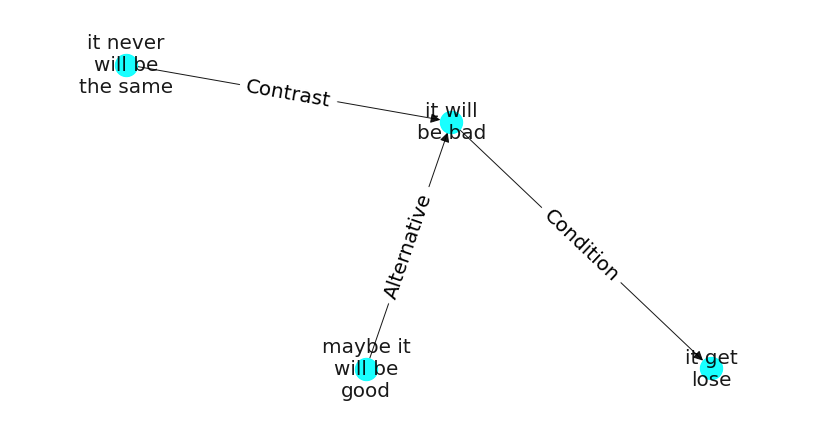 it never
will be
the same
Contrast
it will
be bad
Alternative
Condition
maybe it
will be
good
it get
lose